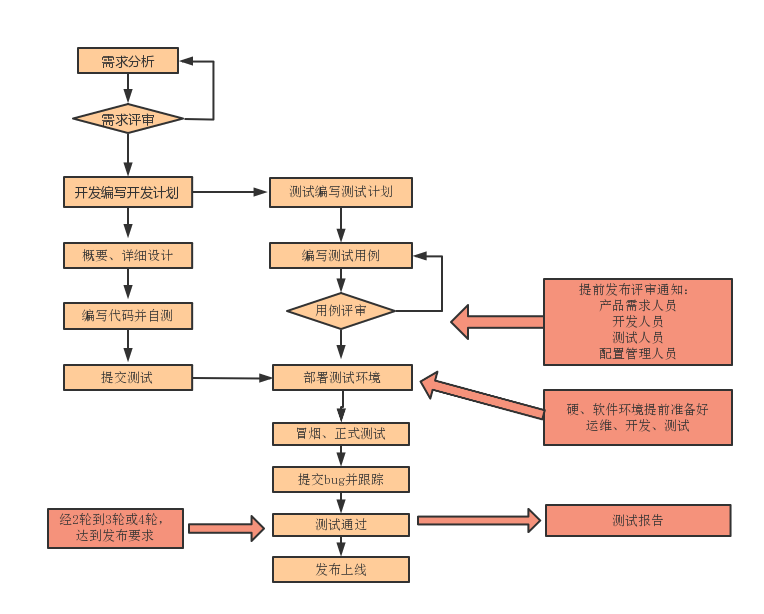 需求分析
需求评审
开发编写开发计划
测试编写测试计划
概要、详细设计
编写测试用例
编写代码并自测
用例评审
提前发布评审通知:
产品需求人员
开发人员
测试人员
配置管理人员
提交测试
部署测试环境
硬、软件环境提前准备好
运维、开发、测试
冒烟、正式测试
提交bug并跟踪
经2轮到3轮或4轮,
达到发布要求
测试通过
测试报告
发布上线